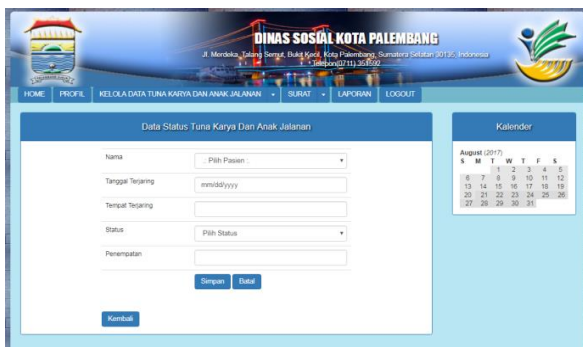 DINAS SOSIAL KOTA PALEMBANG
Jl. Merdeka, Talang Semut, Bukit Kecil, Kota Palembang, Sumatera Selatan 30135, Indonesia
Telepon(0711) 351592
HOME PROFIL KELOLA DATA TUNA KARYA DAN ANAK JALANAN SURAT LAPORAN LOGOUT
Data Status Tuna Karya Dan Anak Jalanan
Nama
.: Pilih Pasien :.
Tanggal Terjaring
mm/dd/yyyy
Tempat Terjaring
Status
Pilih Status
Penempatan
Simpan Batal
Kembali
Kalender
August (2017)
S M T W T F S
1 2 3 4 5
6 7 8 9 10 11 12
13 14 15 16 17 18 19
20 21 22 23 24 25 26
27 28 29 30 31